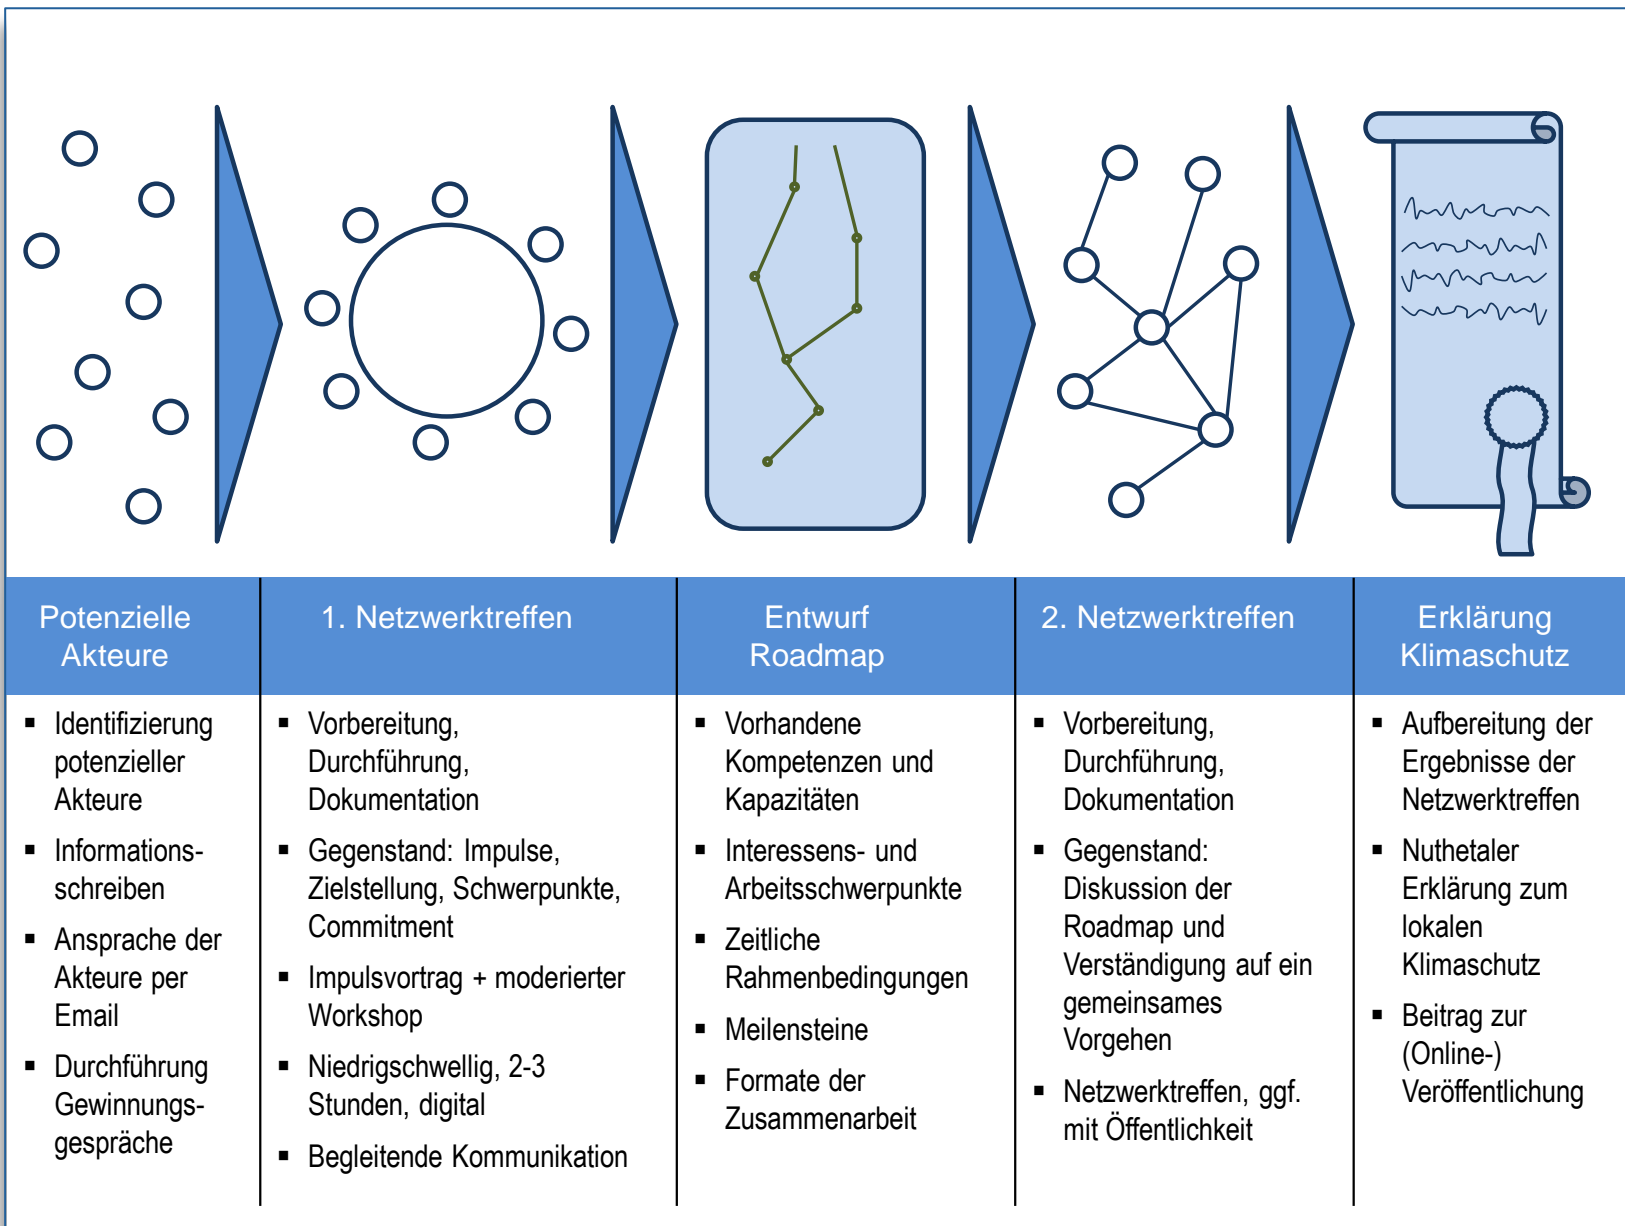 Potenzielle
Akteure
1. Netzwerktreffen
Entwurf
Roadmap
2. Netzwerktreffen
Erklärung
Klimaschutz
▪ Identifizierung
potenzieller
Akteure
▪ Informations-
schreiben
▪ Ansprache der
Akteure per
Email
▪ Durchführung
Gewinnungs-
gespräche
▪ Vorbereitung,
Durchführung,
Dokumentation
▪ Gegenstand: Impulse,
Zielstellung, Schwerpunkte,
Commitment
▪ Impulsvortrag + moderierter
Workshop
▪ Niedrigschwellig, 2-3
Stunden, digital
▪ Begleitende Kommunikation
▪ Vorhandene
Kompetenzen und
Kapazitäten
▪ Interessens- und
Arbeitsschwerpunkte
▪ Zeitliche
Rahmenbedingungen
▪ Meilensteine
▪ Formate der
Zusammenarbeit
▪ Vorbereitung,
Durchführung,
Dokumentation
▪ Gegenstand:
Diskussion der
Roadmap und
Verständigung auf ein
gemeinsames
Vorgehen
▪ Netzwerktreffen, ggf.
mit Öffentlichkeit
▪ Aufbereitung der
Ergebnisse der
Netzwerktreffen
▪ Nuthetaler
Erklärung zum
lokalen
Klimaschutz
▪ Beitrag zur
(Online-)
Veröffentlichung